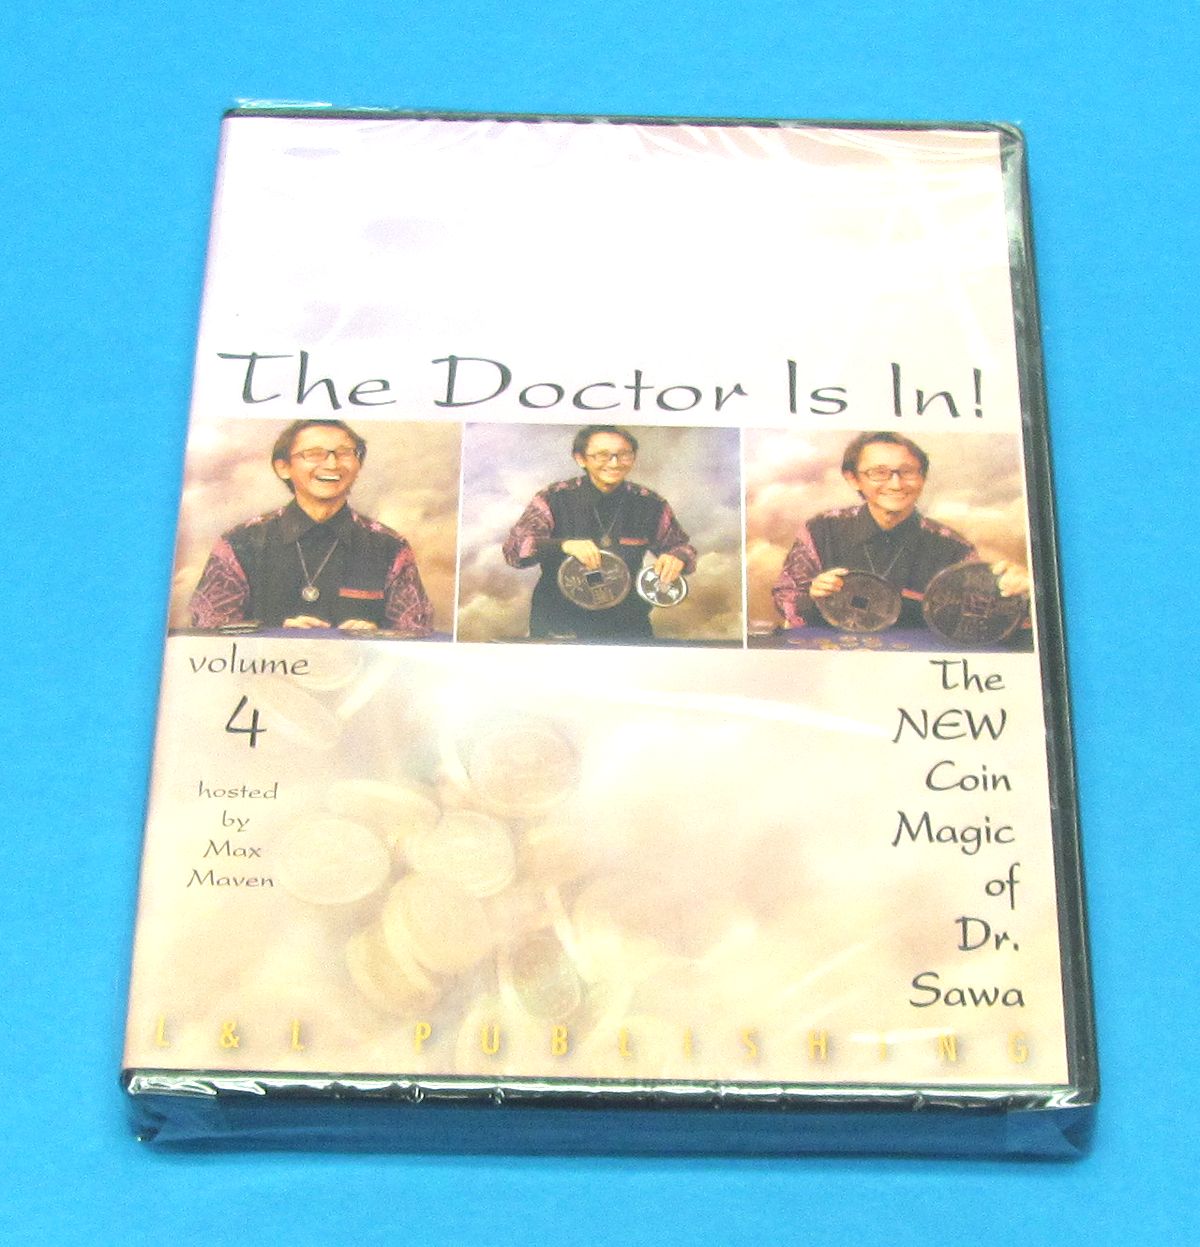 The Doctor Is In!
volume
4
hosted
by
Max
Maven
The
NEW
Coin
Magic
of
Dr.
Sawa
L&L PUBLISHING